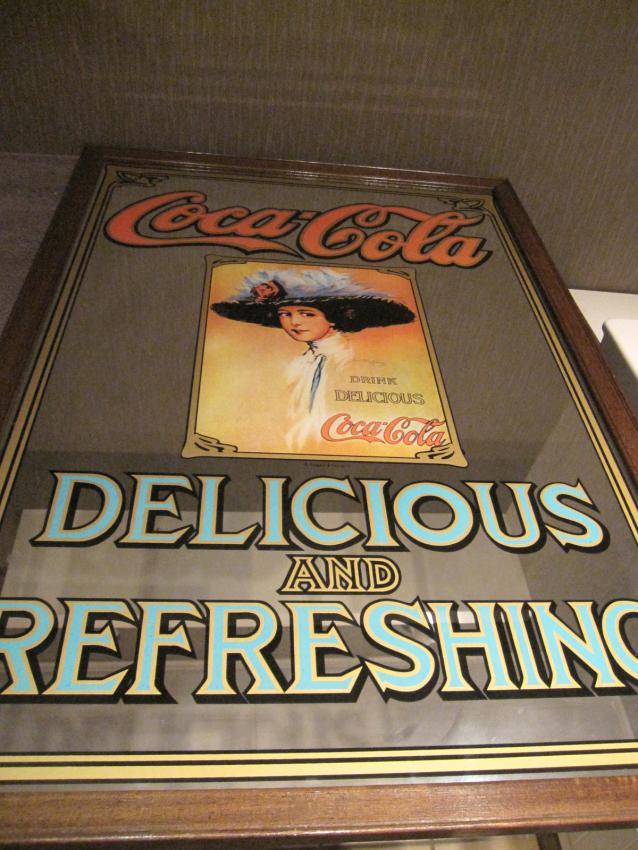 Coca-Cola
DRINK
DELICIOUS
Coca-Cola
DELICIOUS
AND
REFRESHING